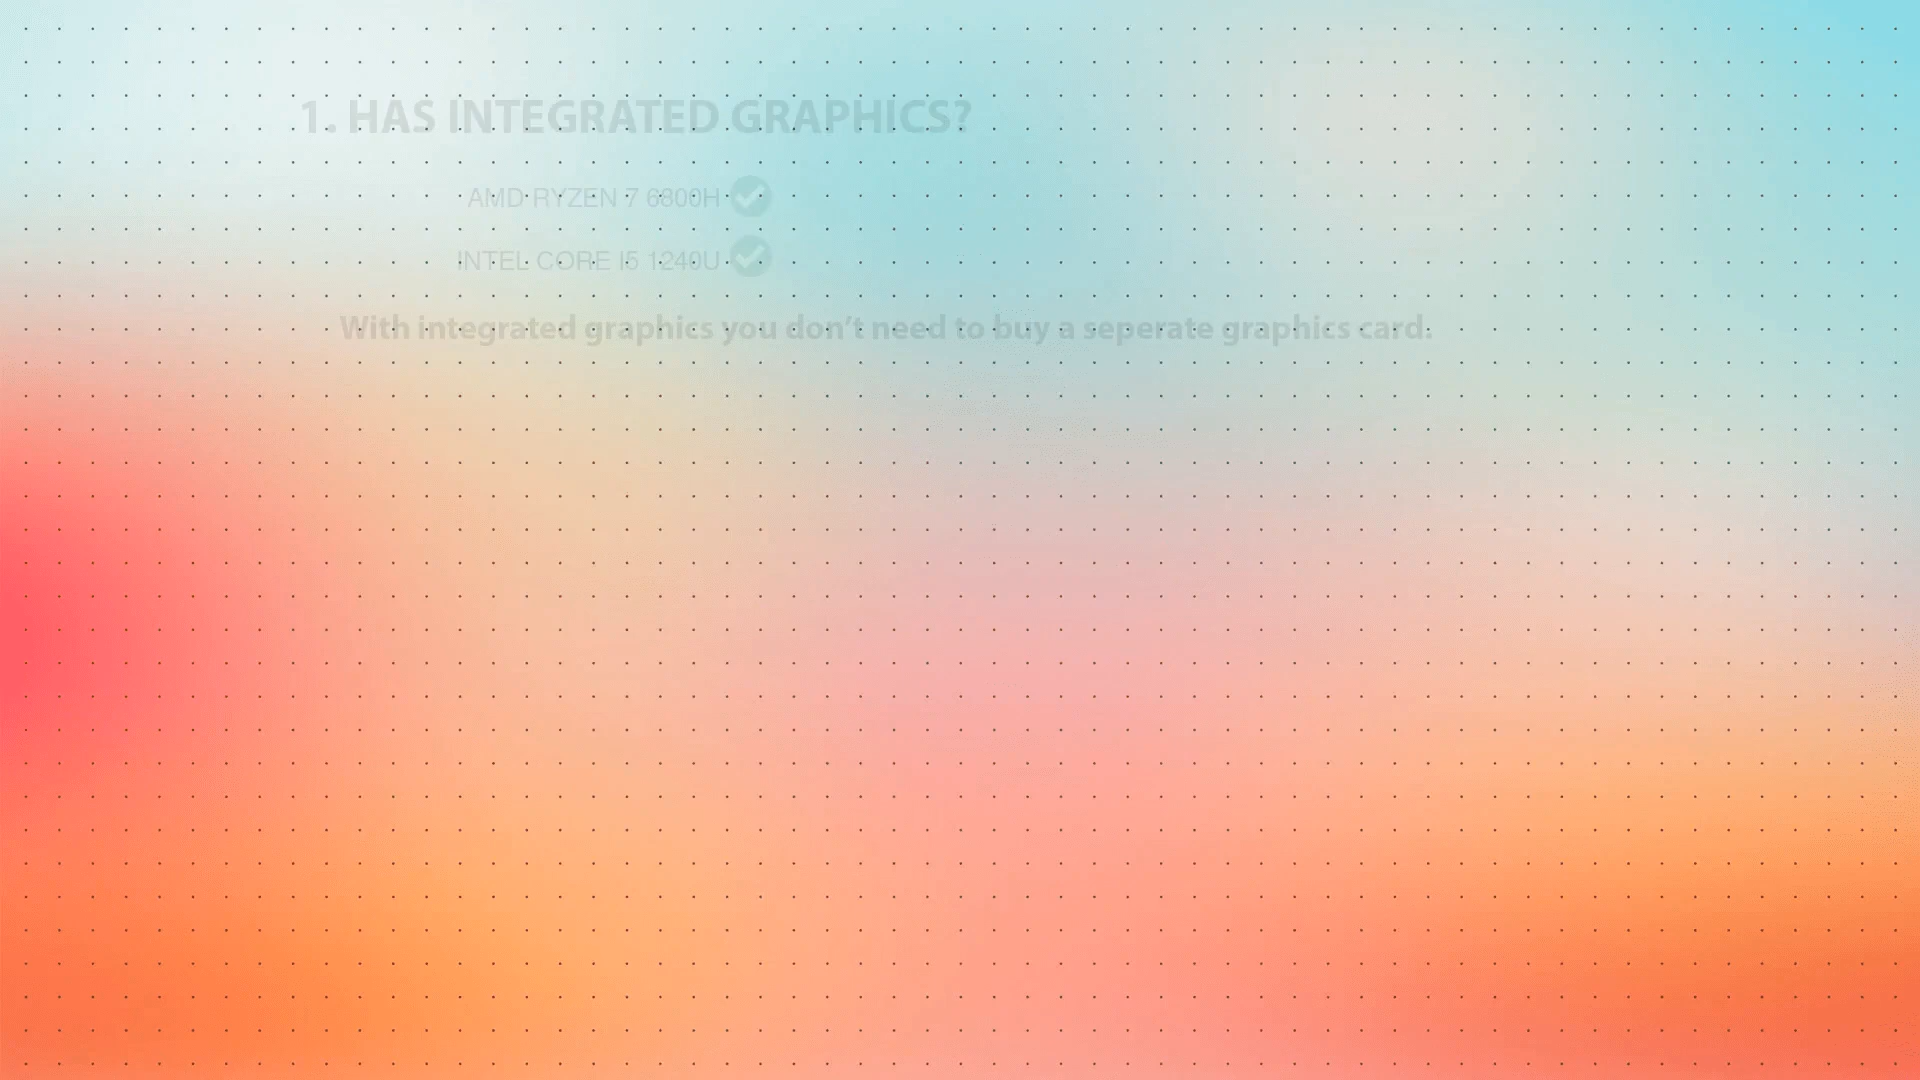 1. HAS INTEGRATED GRAPHICS?
AMD RYZEN 7 6800H
INTEL CORE I5 1240U
With integrated graphics you don't need to buy a seperate graphics card.